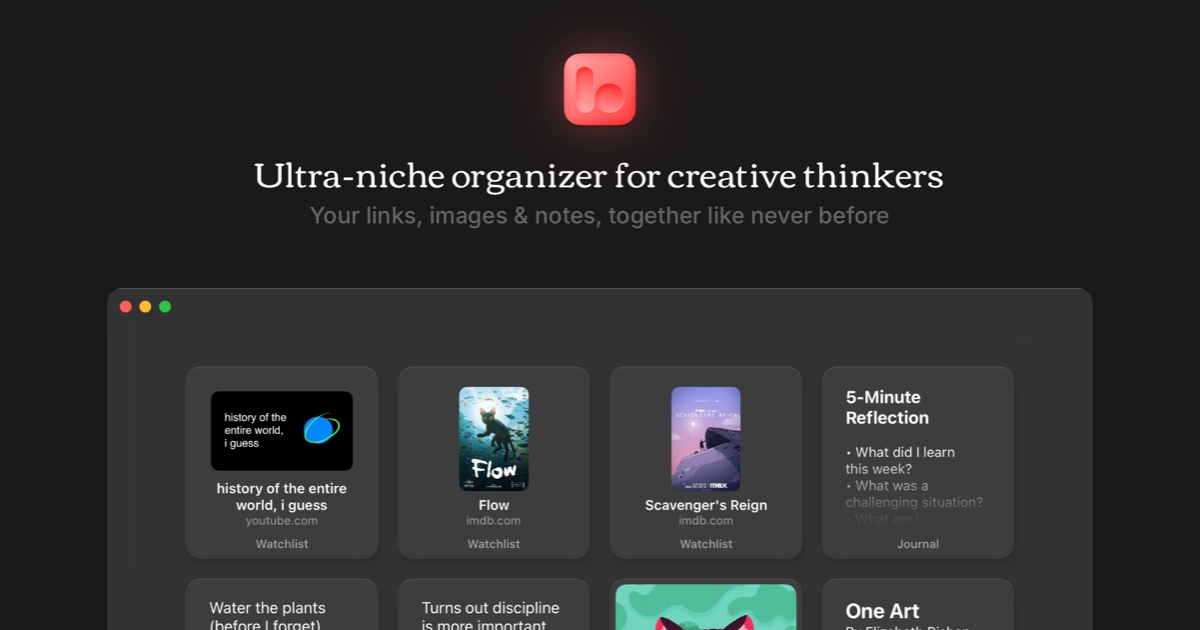 Ultra-niche organizer for creative thinkers
Your links, images & notes, together like never before
history of the
entire world,
i guess
history of the entire
world, i guess
youtube.com
Watchlist
Flow
Flow
imdb.com
Watchlist
max
SCAVENGERS REIGN
max
Scavenger's Reign
imdb.com
Watchlist
5-Minute
Reflection
• What did I learn
this week?
• What was a
challenging situation?
• What am I
Journal
Water the plants
(before I forget)
Turns out discipline
is more important
One Art
By Elizabeth Bishop